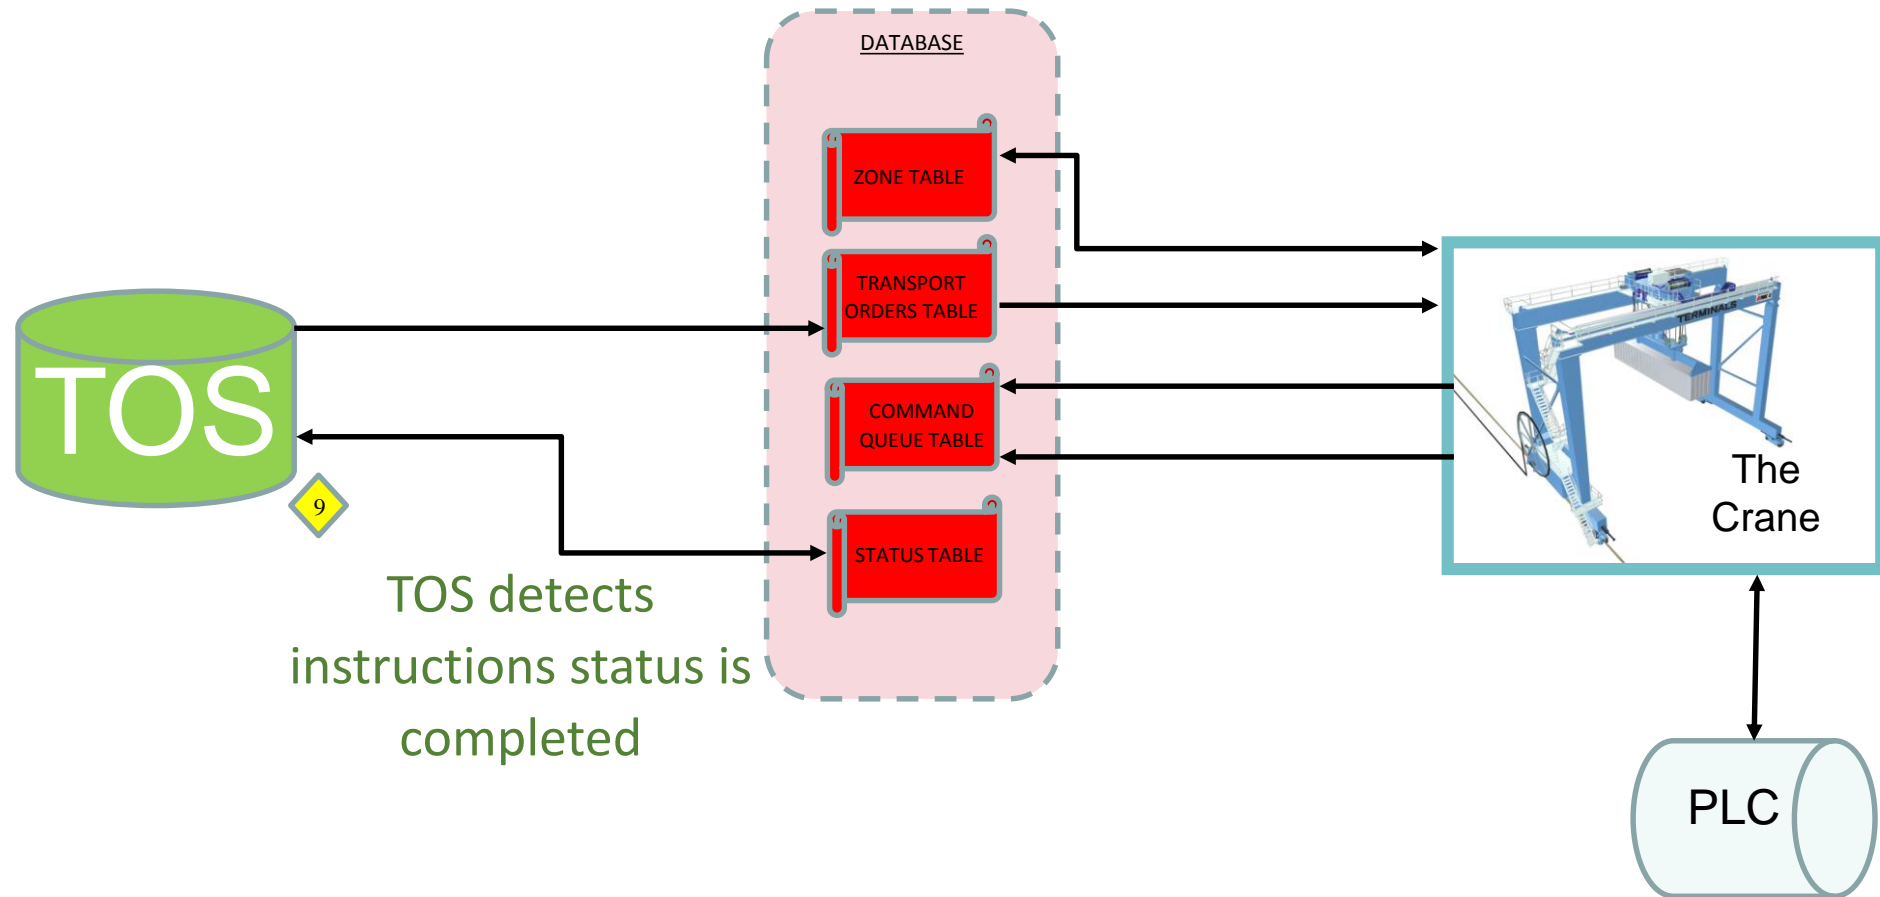 DATABASE
ZONE TABLE
TRANSPORT
ORDERS TABLE
TERMINALS
TOS
COMMAND
QUEUE TABLE
The
Crane
9
STATUS TABLE
TOS detects
instructions status is
completed
PLC